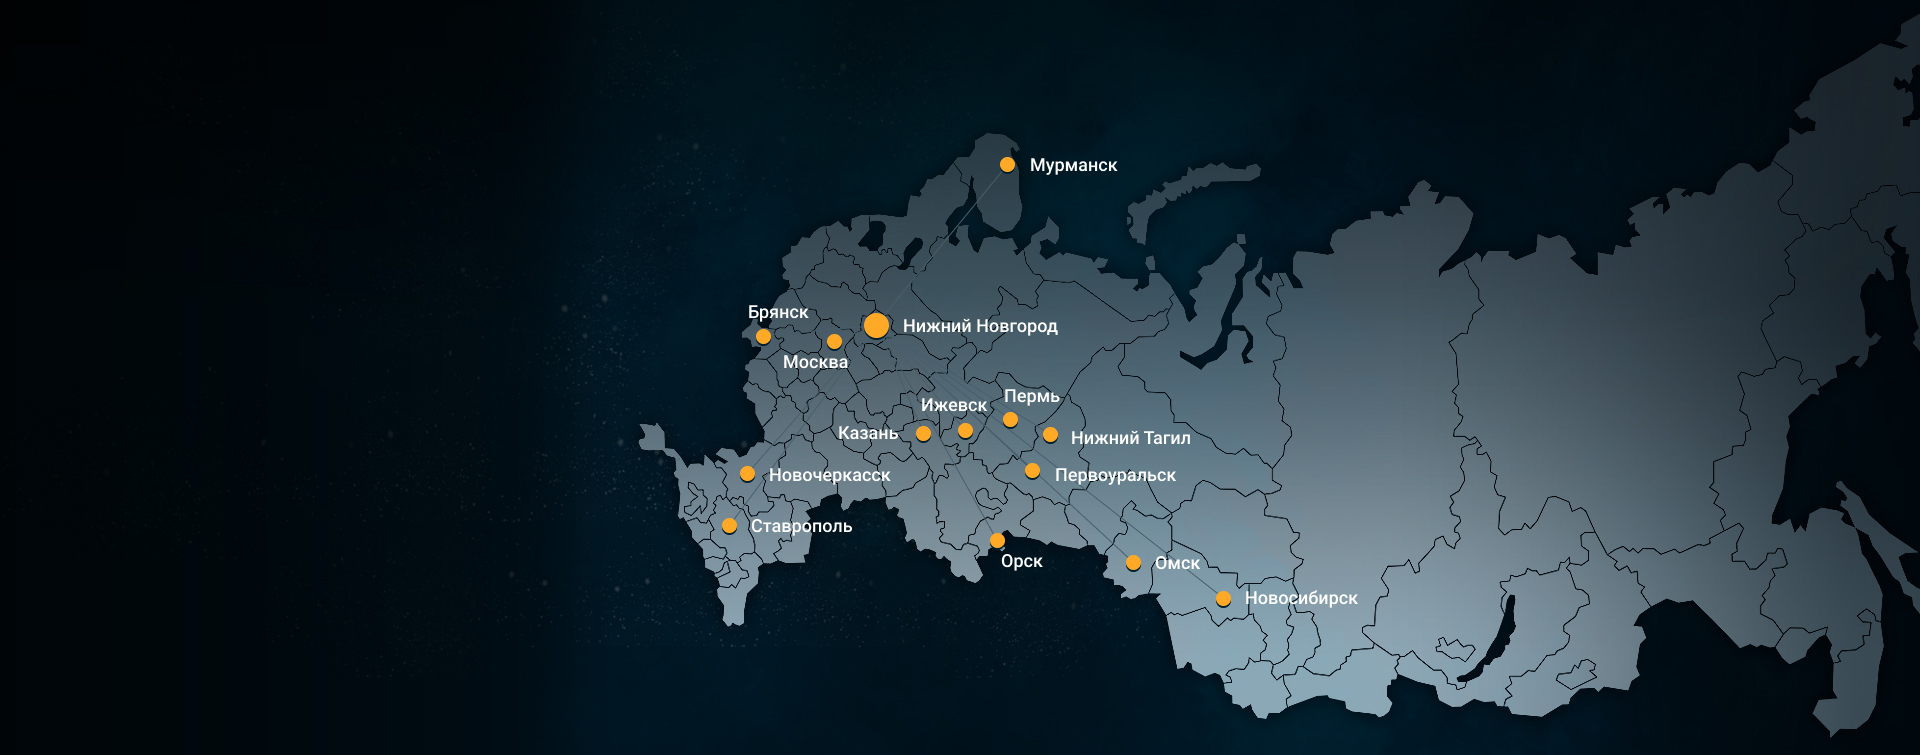 Мурманск
Брянск
Нижний Новгород
Москва
Пермь
Ижевск
Казань
Нижний Тагил
Новочеркасск
Первоуральск
Ставрополь
Орск
Омск
Новосибирск